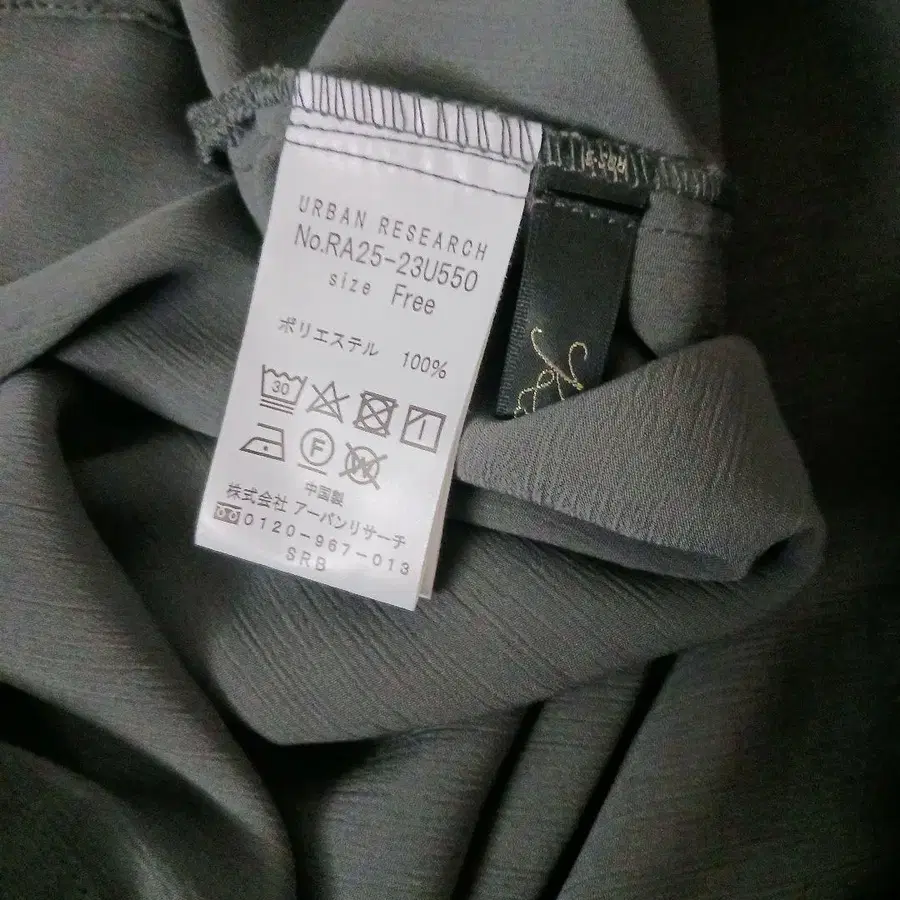 URBAN RESEARCH
No.RA25-23U550
size Free
ポリエステル 100%
30
F
W
中国製
株式会社 アーバンリサーチ
0120-967-013
SRB